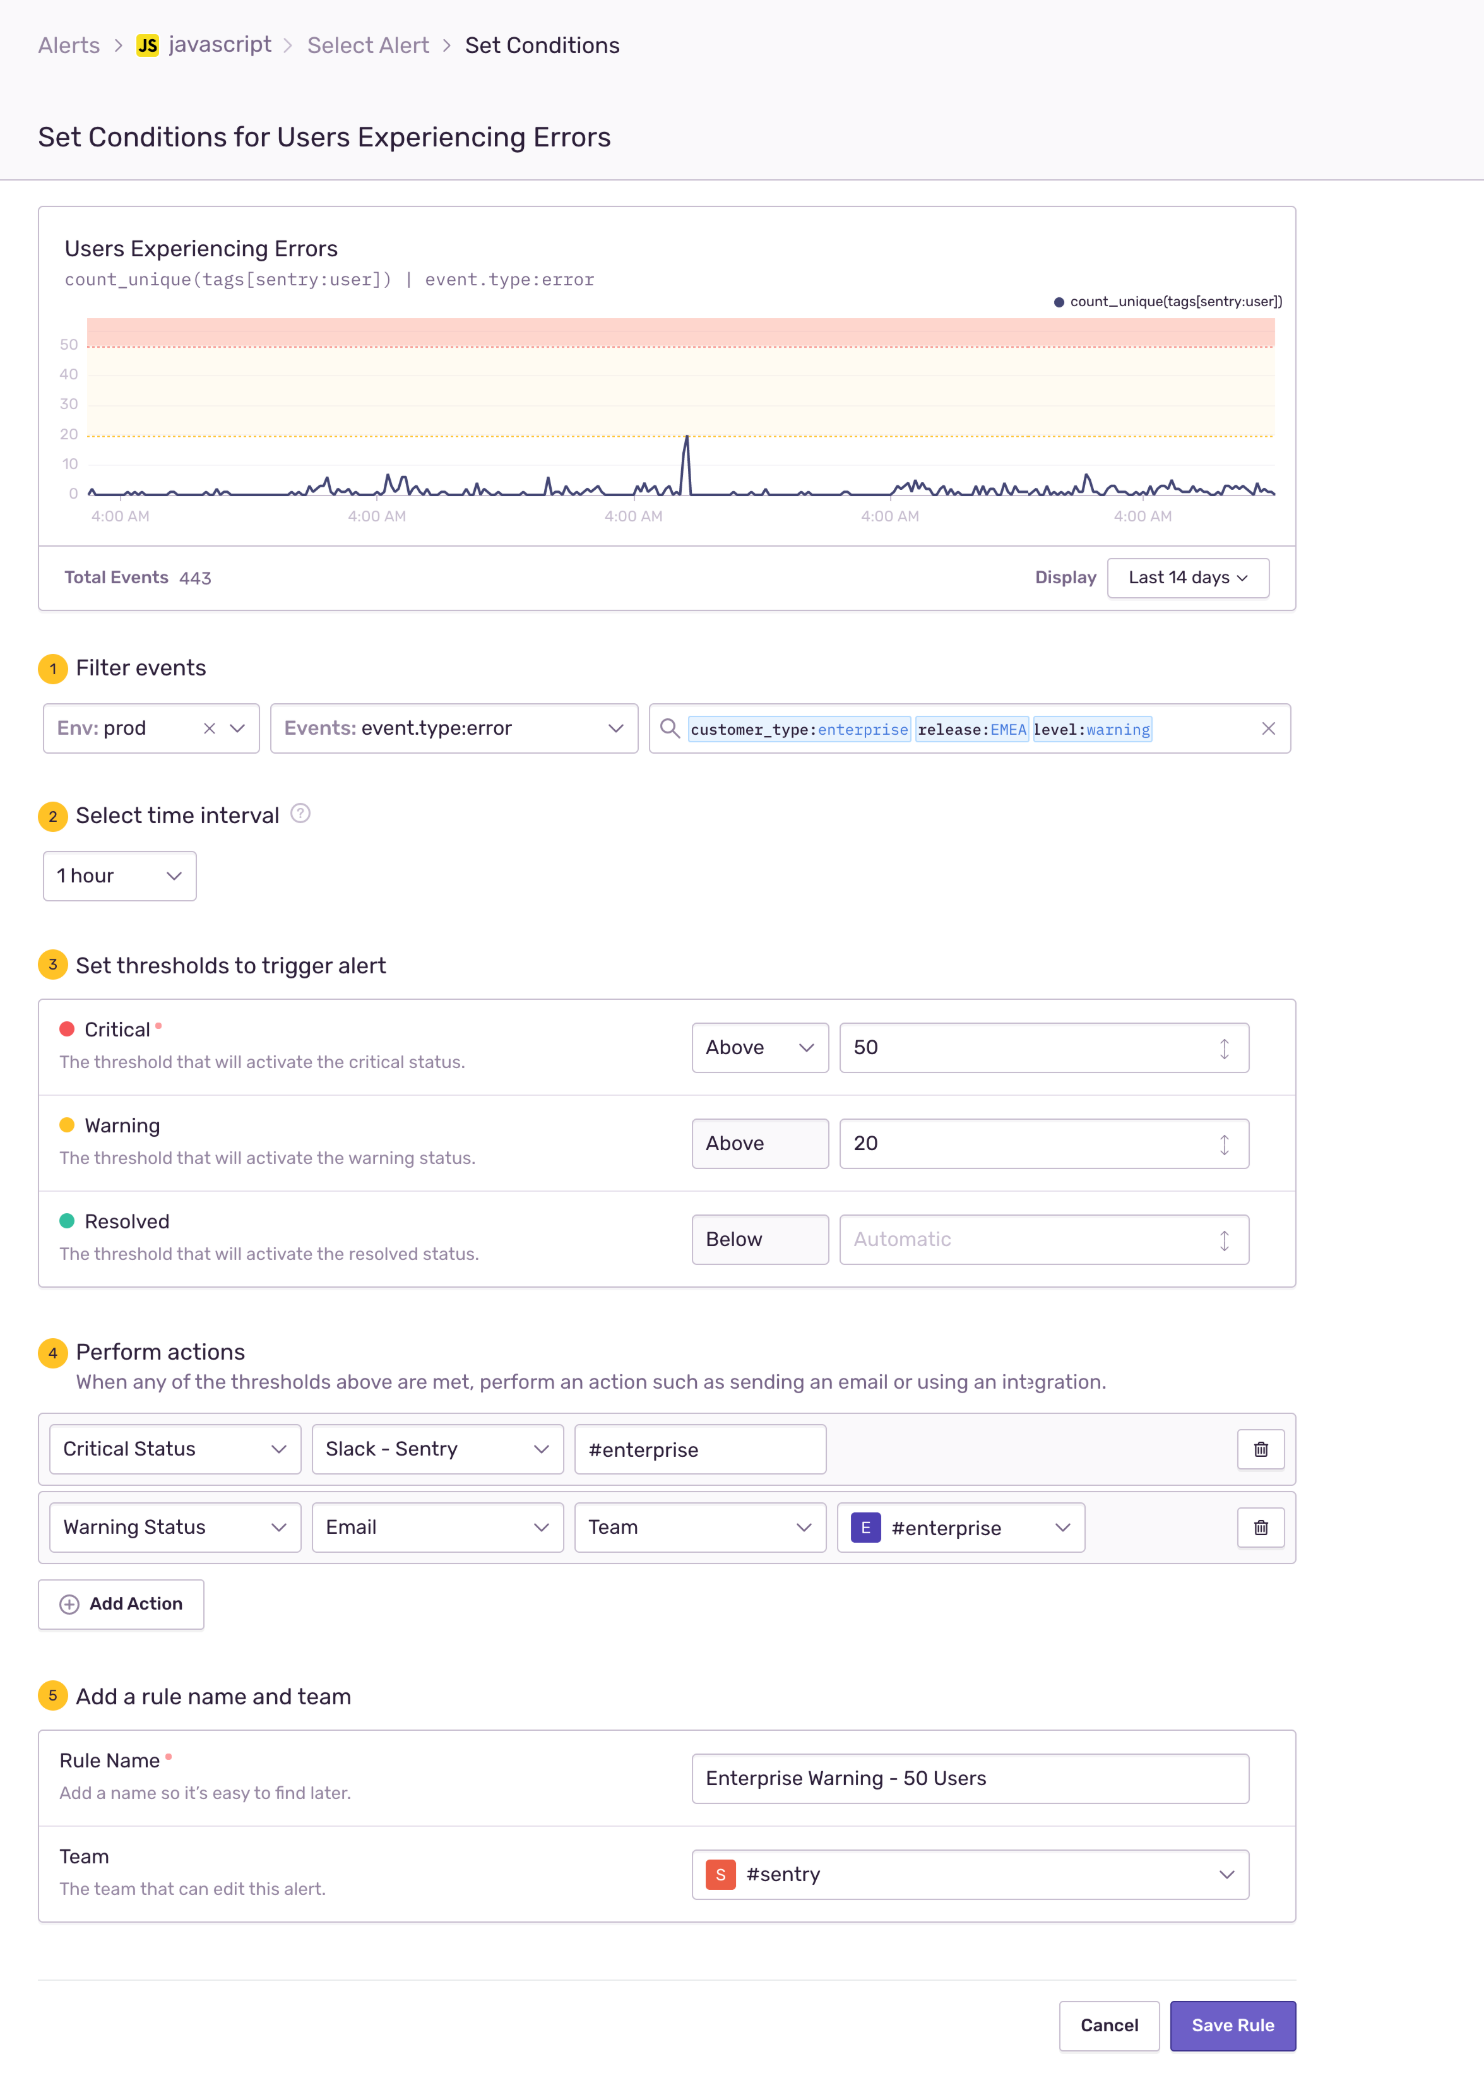 Alerts > JS javascript > Select Alert > Set Conditions
Set Conditions for Users Experiencing Errors
Users Experiencing Errors
count_unique(tags[sentry:user]) | event.type:error
count_unique(tags[sentry:user])
50
40
30
20
10
0
4:00 AM 4:00 AM 4:00 AM 4:00 AM 4:00 AM
Total Events 443
Display Last 14 days
1 Filter events
Env: prod
Events: event.type:error
customer_type:enterprise release:EMEA level:warning
2 Select time interval ?
1 hour
3 Set thresholds to trigger alert
Critical
The threshold that will activate the critical status.
Above 50
Warning
The threshold that will activate the warning status.
Above 20
Resolved
The threshold that will activate the resolved status.
Below Automatic
4 Perform actions
When any of the thresholds above are met, perform an action such as sending an email or using an integration.
Critical Status Slack - Sentry #enterprise
Warning Status Email Team E #enterprise
Add Action
5 Add a rule name and team
Rule Name
Add a name so it's easy to find later.
Enterprise Warning - 50 Users
Team
The team that can edit this alert.
S #sentry
Cancel Save Rule